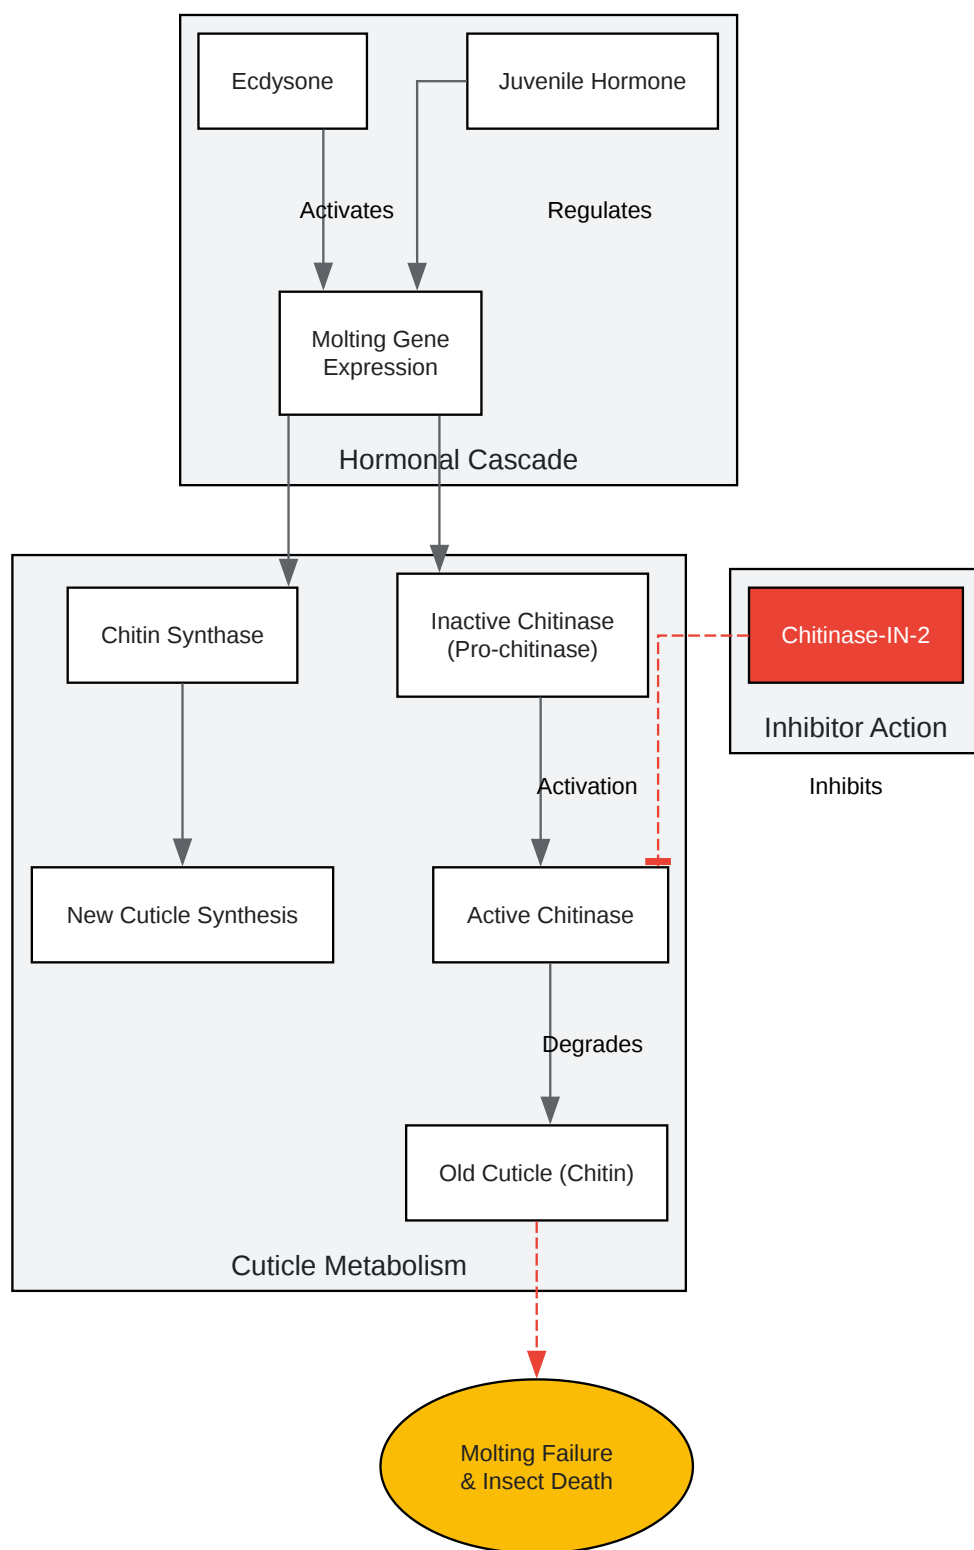 Ecdysone
Juvenile Hormone
Activates
Regulates
Molting Gene
Expression
Hormonal Cascade
Chitin Synthase
Inactive Chitinase
(Pro-chitinase)
Chitinase-IN-2
Inhibitor Action
Activation
Inhibits
New Cuticle Synthesis
Active Chitinase
Degrades
Old Cuticle (Chitin)
Cuticle Metabolism
Molting Failure
& Insect Death